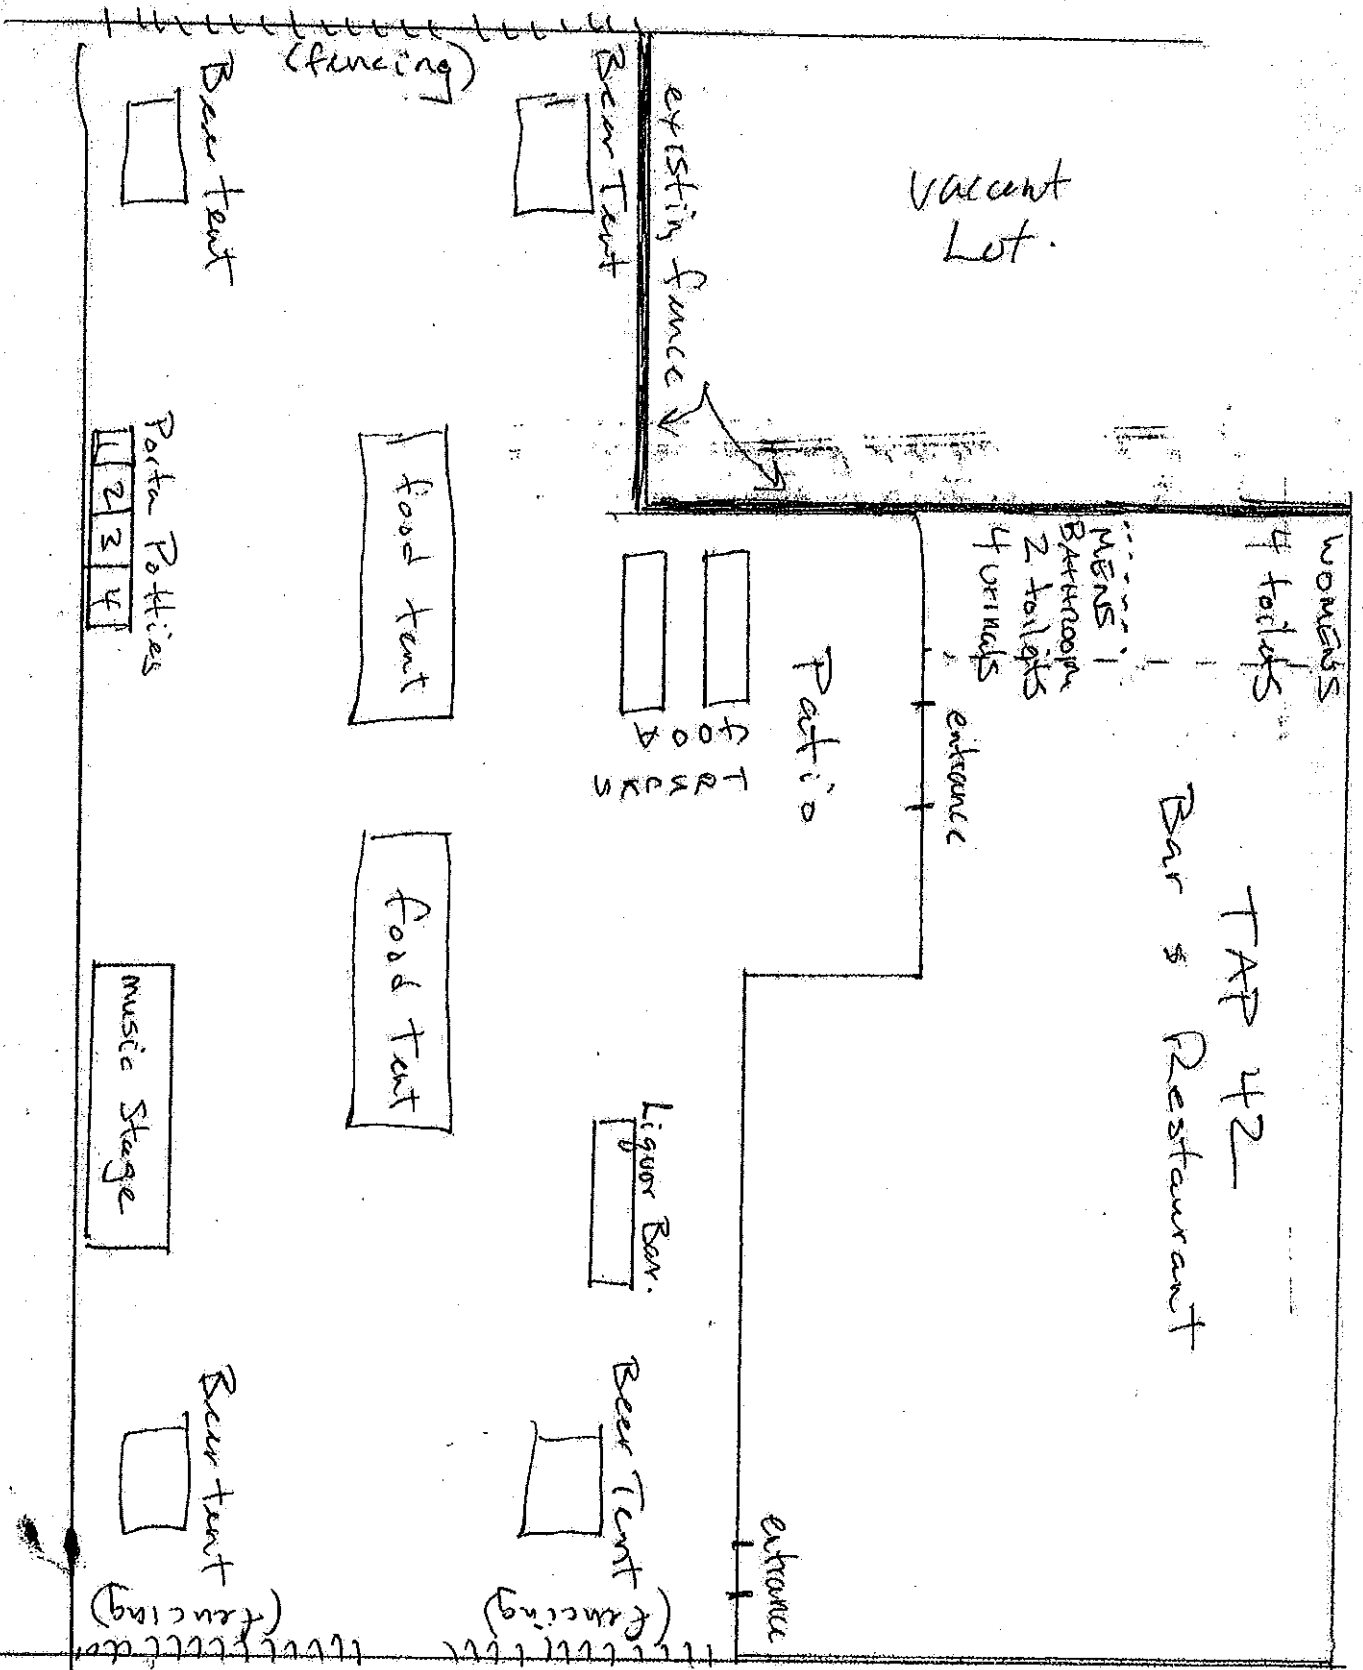 (fencing)
Beer tent
Beer Tent
existing fence
vaccent
Lot.
WOMENS
4 toilets
MENS
BATHROOM
2 toilets
4 urinals
entrance
Patio
FOOD
TRUCKS
TAP 42
Bar & Restaurant
Porta Potties
1 2 3 4
food tent
food tent
music Stage
Liquor Bar.
Beer tent
Beer Tent
entrance
(fencing)
(fencing)